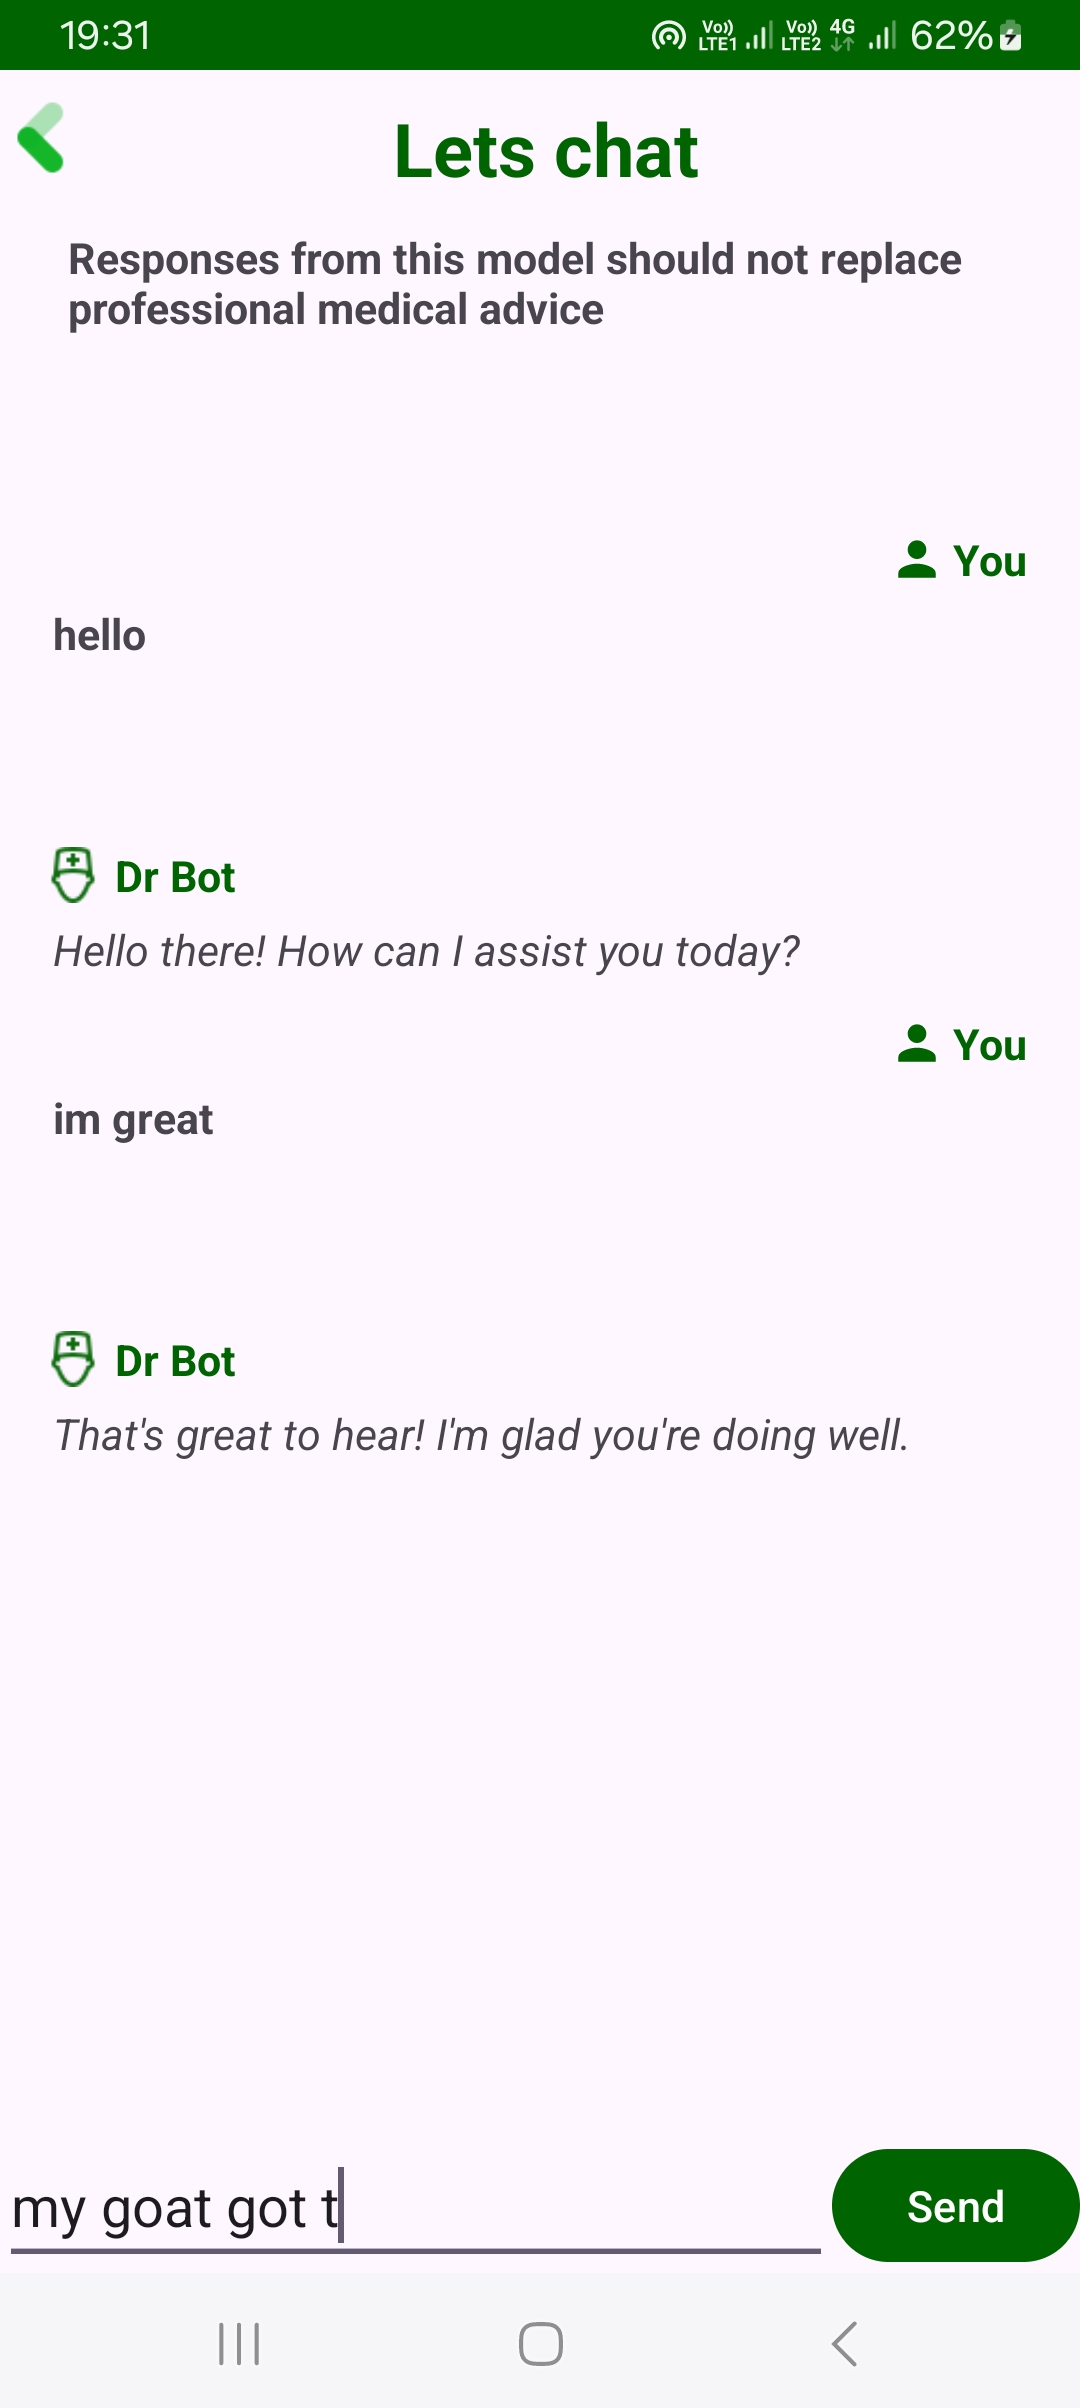 19:31 Vo)) LTE1 Vo)) LTE2 4G 62%
Lets chat
Responses from this model should not replace
professional medical advice
You
hello
Dr Bot
Hello there! How can I assist you today?
You
im great
Dr Bot
That's great to hear! I'm glad you're doing well.
my goat got t
Send